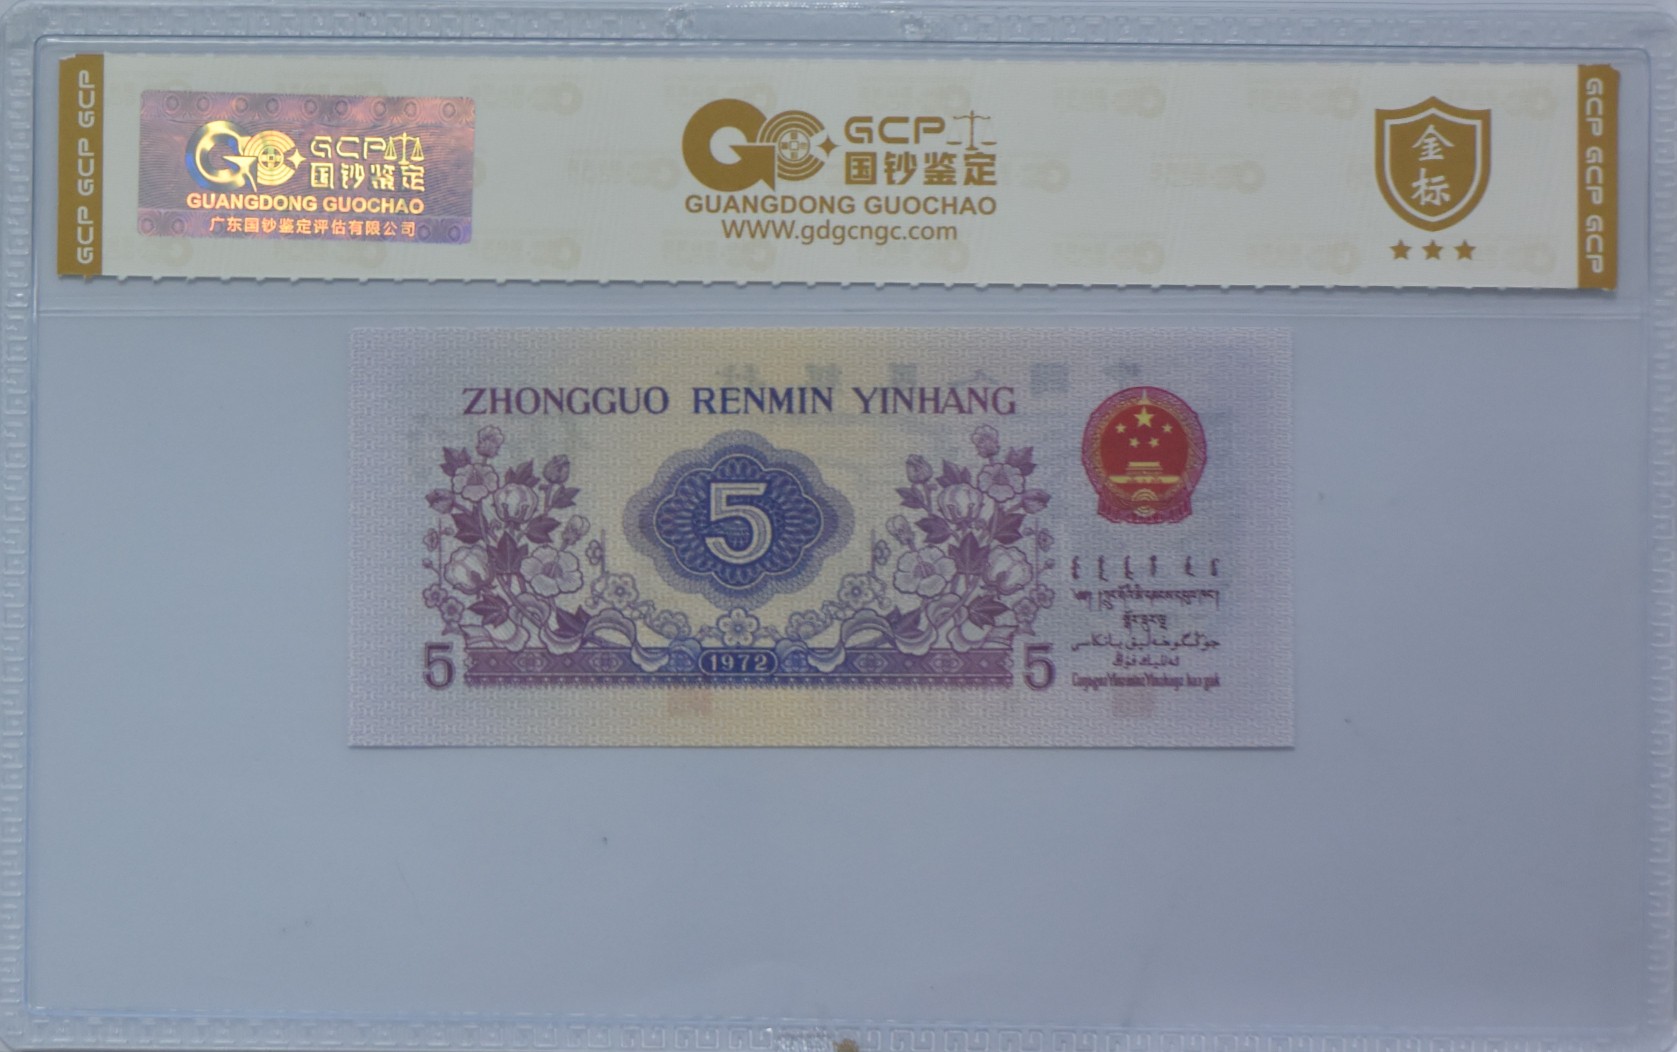 GCP GCP GCP
GCP
国钞鉴定
GUANGDONG GUOCHAO
广东国钞鉴定评估有限公司
GCP
国钞鉴定
GUANGDONG GUOCHAO
www.gdgcngc.com
金标
GCP GCP GCP
ZHONGGUO RENMIN YINHANG
5
5
1972
5